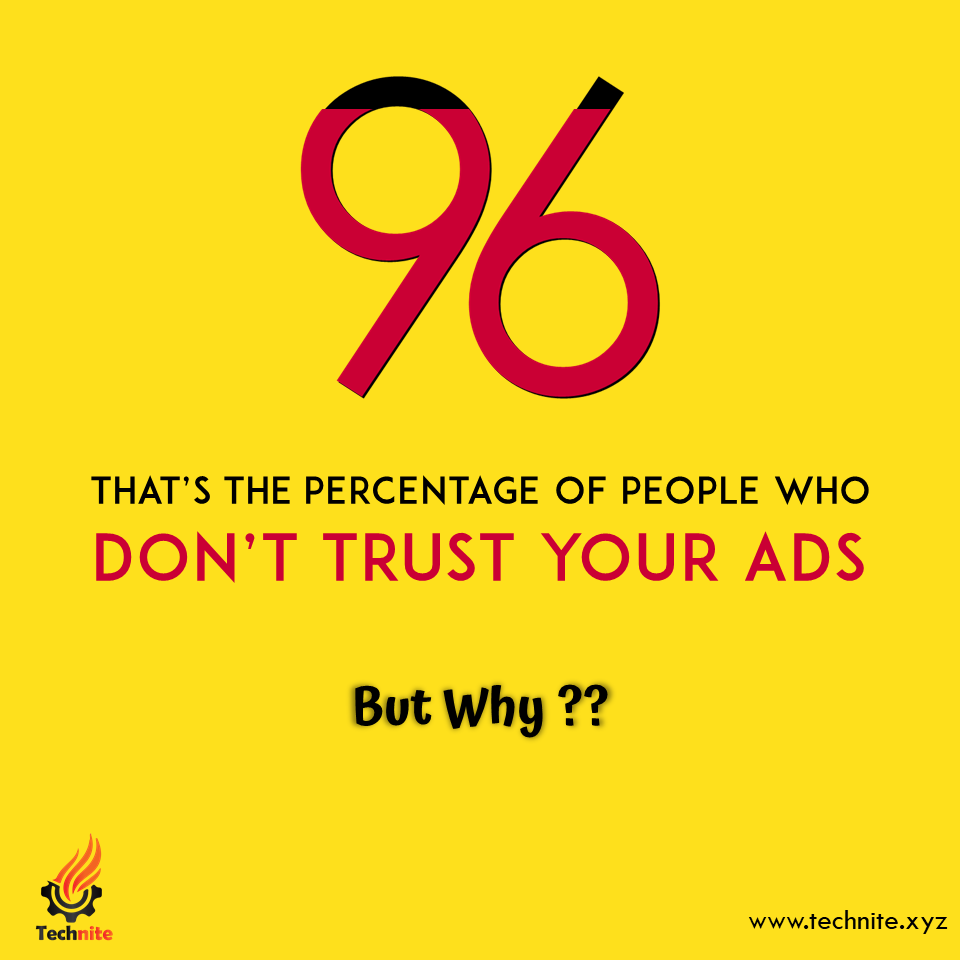 96
THAT'S THE PERCENTAGE OF PEOPLE WHO
DON'T TRUST YOUR ADS
But Why ??
Technite
www.technite.xyz